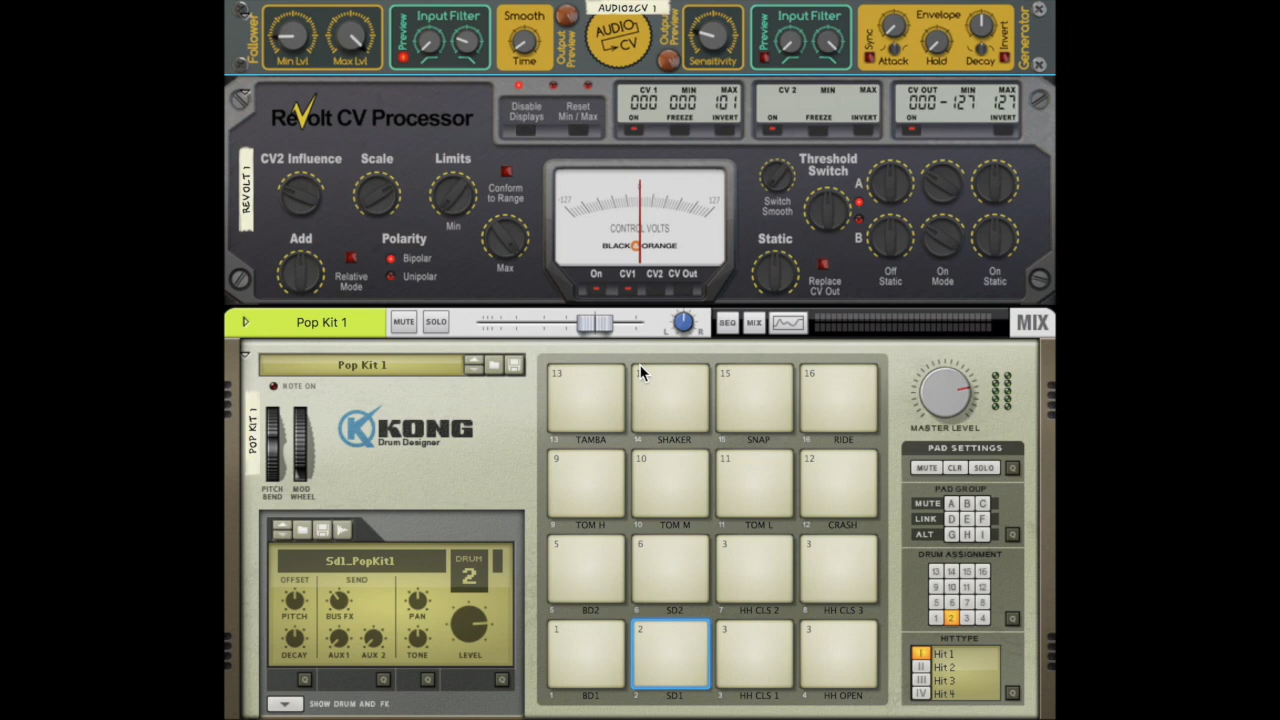 AUDIO2CV 1
Follower
Min Lvl
Max Lvl
Preview
Input Filter
Smooth
Time
Output Preview
AUDIO CV
Output Preview
Sensitivity
Preview
Input Filter
Envelope
Sync
Attack
Hold
Decay
Invert
Generator
ReVolt CV Processor
REVOLT 1
Disable Displays
Reset Min / Max
CV 1 MIN MAX
000 000 101
ON FREEZE INVERT
CV 2 MIN MAX
ON FREEZE INVERT
CV OUT MIN MAX
000 -127 127
ON INVERT
CV2 Influence
Scale
Limits
Min
Conform to Range
Max
Add
Relative Mode
Polarity
Bipolar
Unipolar
127 0 127
CONTROL VOLTS
BLACK ORANGE
On CV1 CV2 CV Out
Switch Smooth
Threshold Switch
A
B
Static
Replace CV Out
Off Static
On Mode
On Static
Pop Kit 1
MUTE
SOLO
L R
SEQ
MIX
MIX
Pop Kit 1
NOTE ON
POP KIT 1
KONG
Drum Designer
PITCH BEND
MOD WHEEL
13 15 16
13 TAMBA 14 SHAKER 15 SNAP 16 RIDE
9 10 11 12
9 TOM H 10 TOM M 11 TOM L 12 CRASH
5 6 3 3
5 BD2 6 SD2 7 HH CLS 2 8 HH CLS 3
1 2 3 3
1 BD1 2 SD1 3 HH CLS 1 4 HH OPEN
Sd1_PopKit1
DRUM
2
OFFSET
SEND
PITCH
BUS FX
PAN
DECAY
AUX 1
AUX 2
TONE
LEVEL
Q Q Q Q
SHOW DRUM AND FX
MASTER LEVEL
PAD SETTINGS
MUTE CLR SOLO Q
PAD GROUP
MUTE A B C
LINK D E F
ALT G H I Q
DRUM ASSIGNMENT
13 14 15 16
9 10 11 12
5 6 7 8
1 2 3 4 Q
HIT TYPE
I Hit 1
II Hit 2
III Hit 3
IV Hit 4 Q